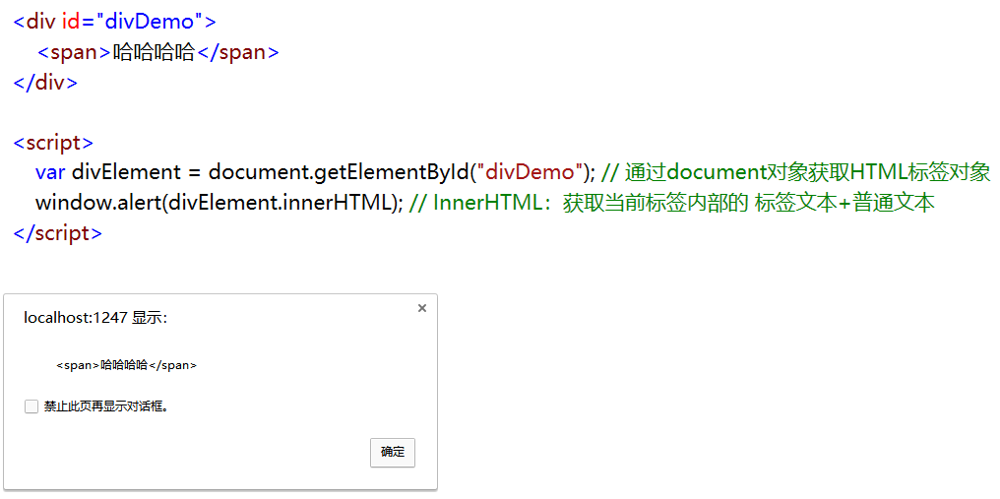 <div id="divDemo">
<span>哈哈哈哈</span>
</div>
<script>
var divElement = document.getElementById("divDemo"); // 通过document对象获取HTML标签对象
window.alert(divElement.innerHTML); // InnerHTML：获取当前标签内部的 标签文本+普通文本
</script>
localhost:1247 显示：
×
<span>哈哈哈哈</span>
禁止此页再显示对话框。
确定